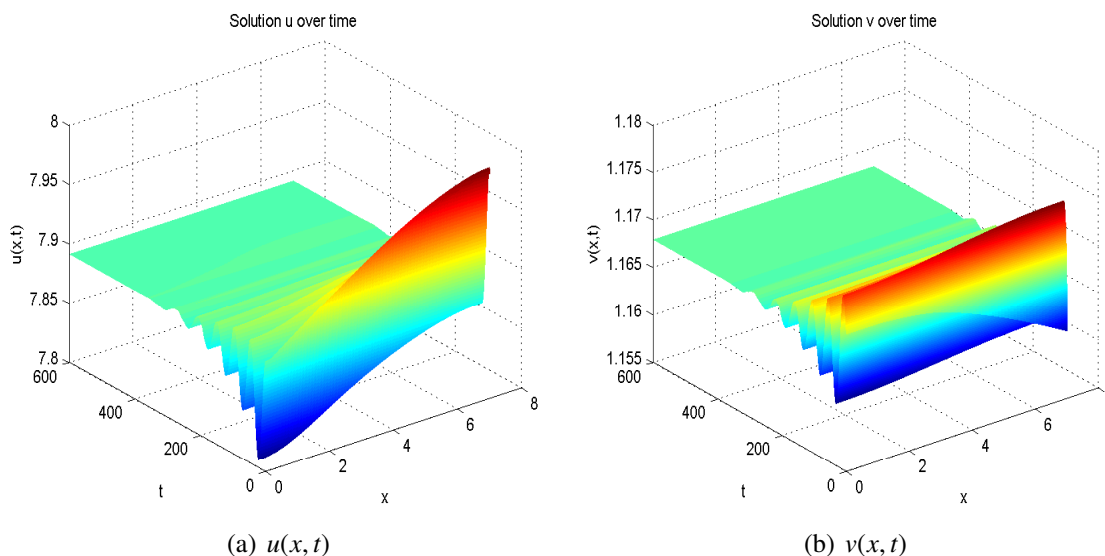 Solution u over time
8
7.95
7.9
7.85
7.8
u(x,t)
600
400
200
0
t
0
2
4
6
8
x
(a) u(x, t)
Solution v over time
1.18
1.175
1.17
1.165
1.16
1.155
v(x,t)
600
400
200
0
t
0
2
4
6
x
(b) v(x, t)